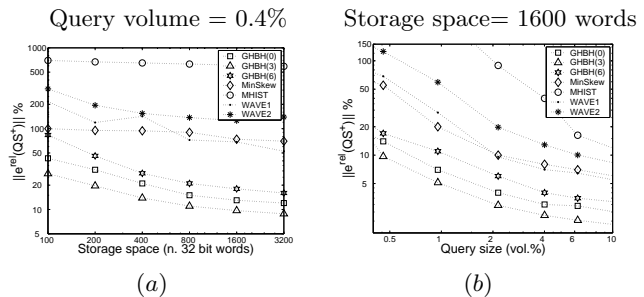 Query volume = 0.4%
Storage space= 1600 words
||e^rel(QS^+)|| %
1000
500
100
50
10
5
GHBH(0)
GHBH(3)
GHBH(6)
MinSkew
MHIST
WAVE1
WAVE2
100 200 400 800 1600 3200
Storage space (n. 32 bit words)
(a)
||e^rel(QS^+)|| %
150
100
50
10
5
GHBH(0)
GHBH(3)
GHBH(6)
MinSkew
MHIST
WAVE1
WAVE2
0.5 1 2 4 6 10
Query size (vol.%)
(b)